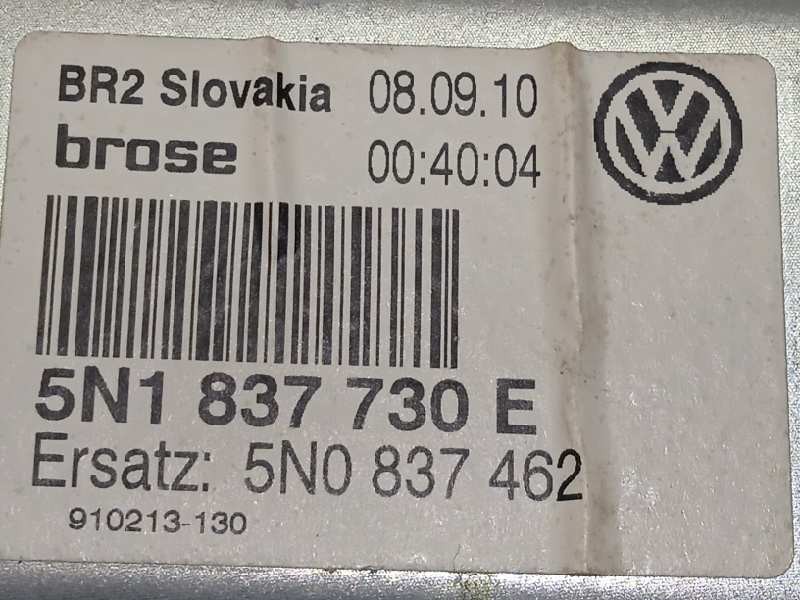 BR2 Slovakia 08.09.10
brose 00:40:04
5N1 837 730 E
Ersatz: 5N0 837 462
910213-130